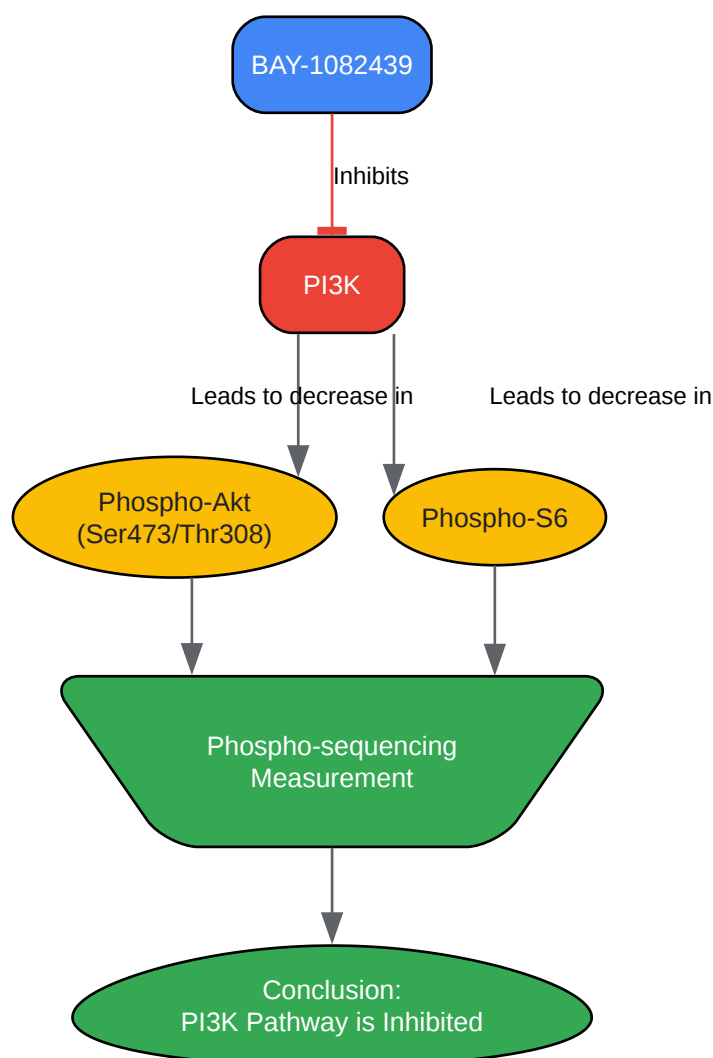 BAY-1082439
Inhibits
PI3K
Leads to decrease in
Leads to decrease in
Phospho-Akt
(Ser473/Thr308)
Phospho-S6
Phospho-sequencing
Measurement
Conclusion:
PI3K Pathway is Inhibited